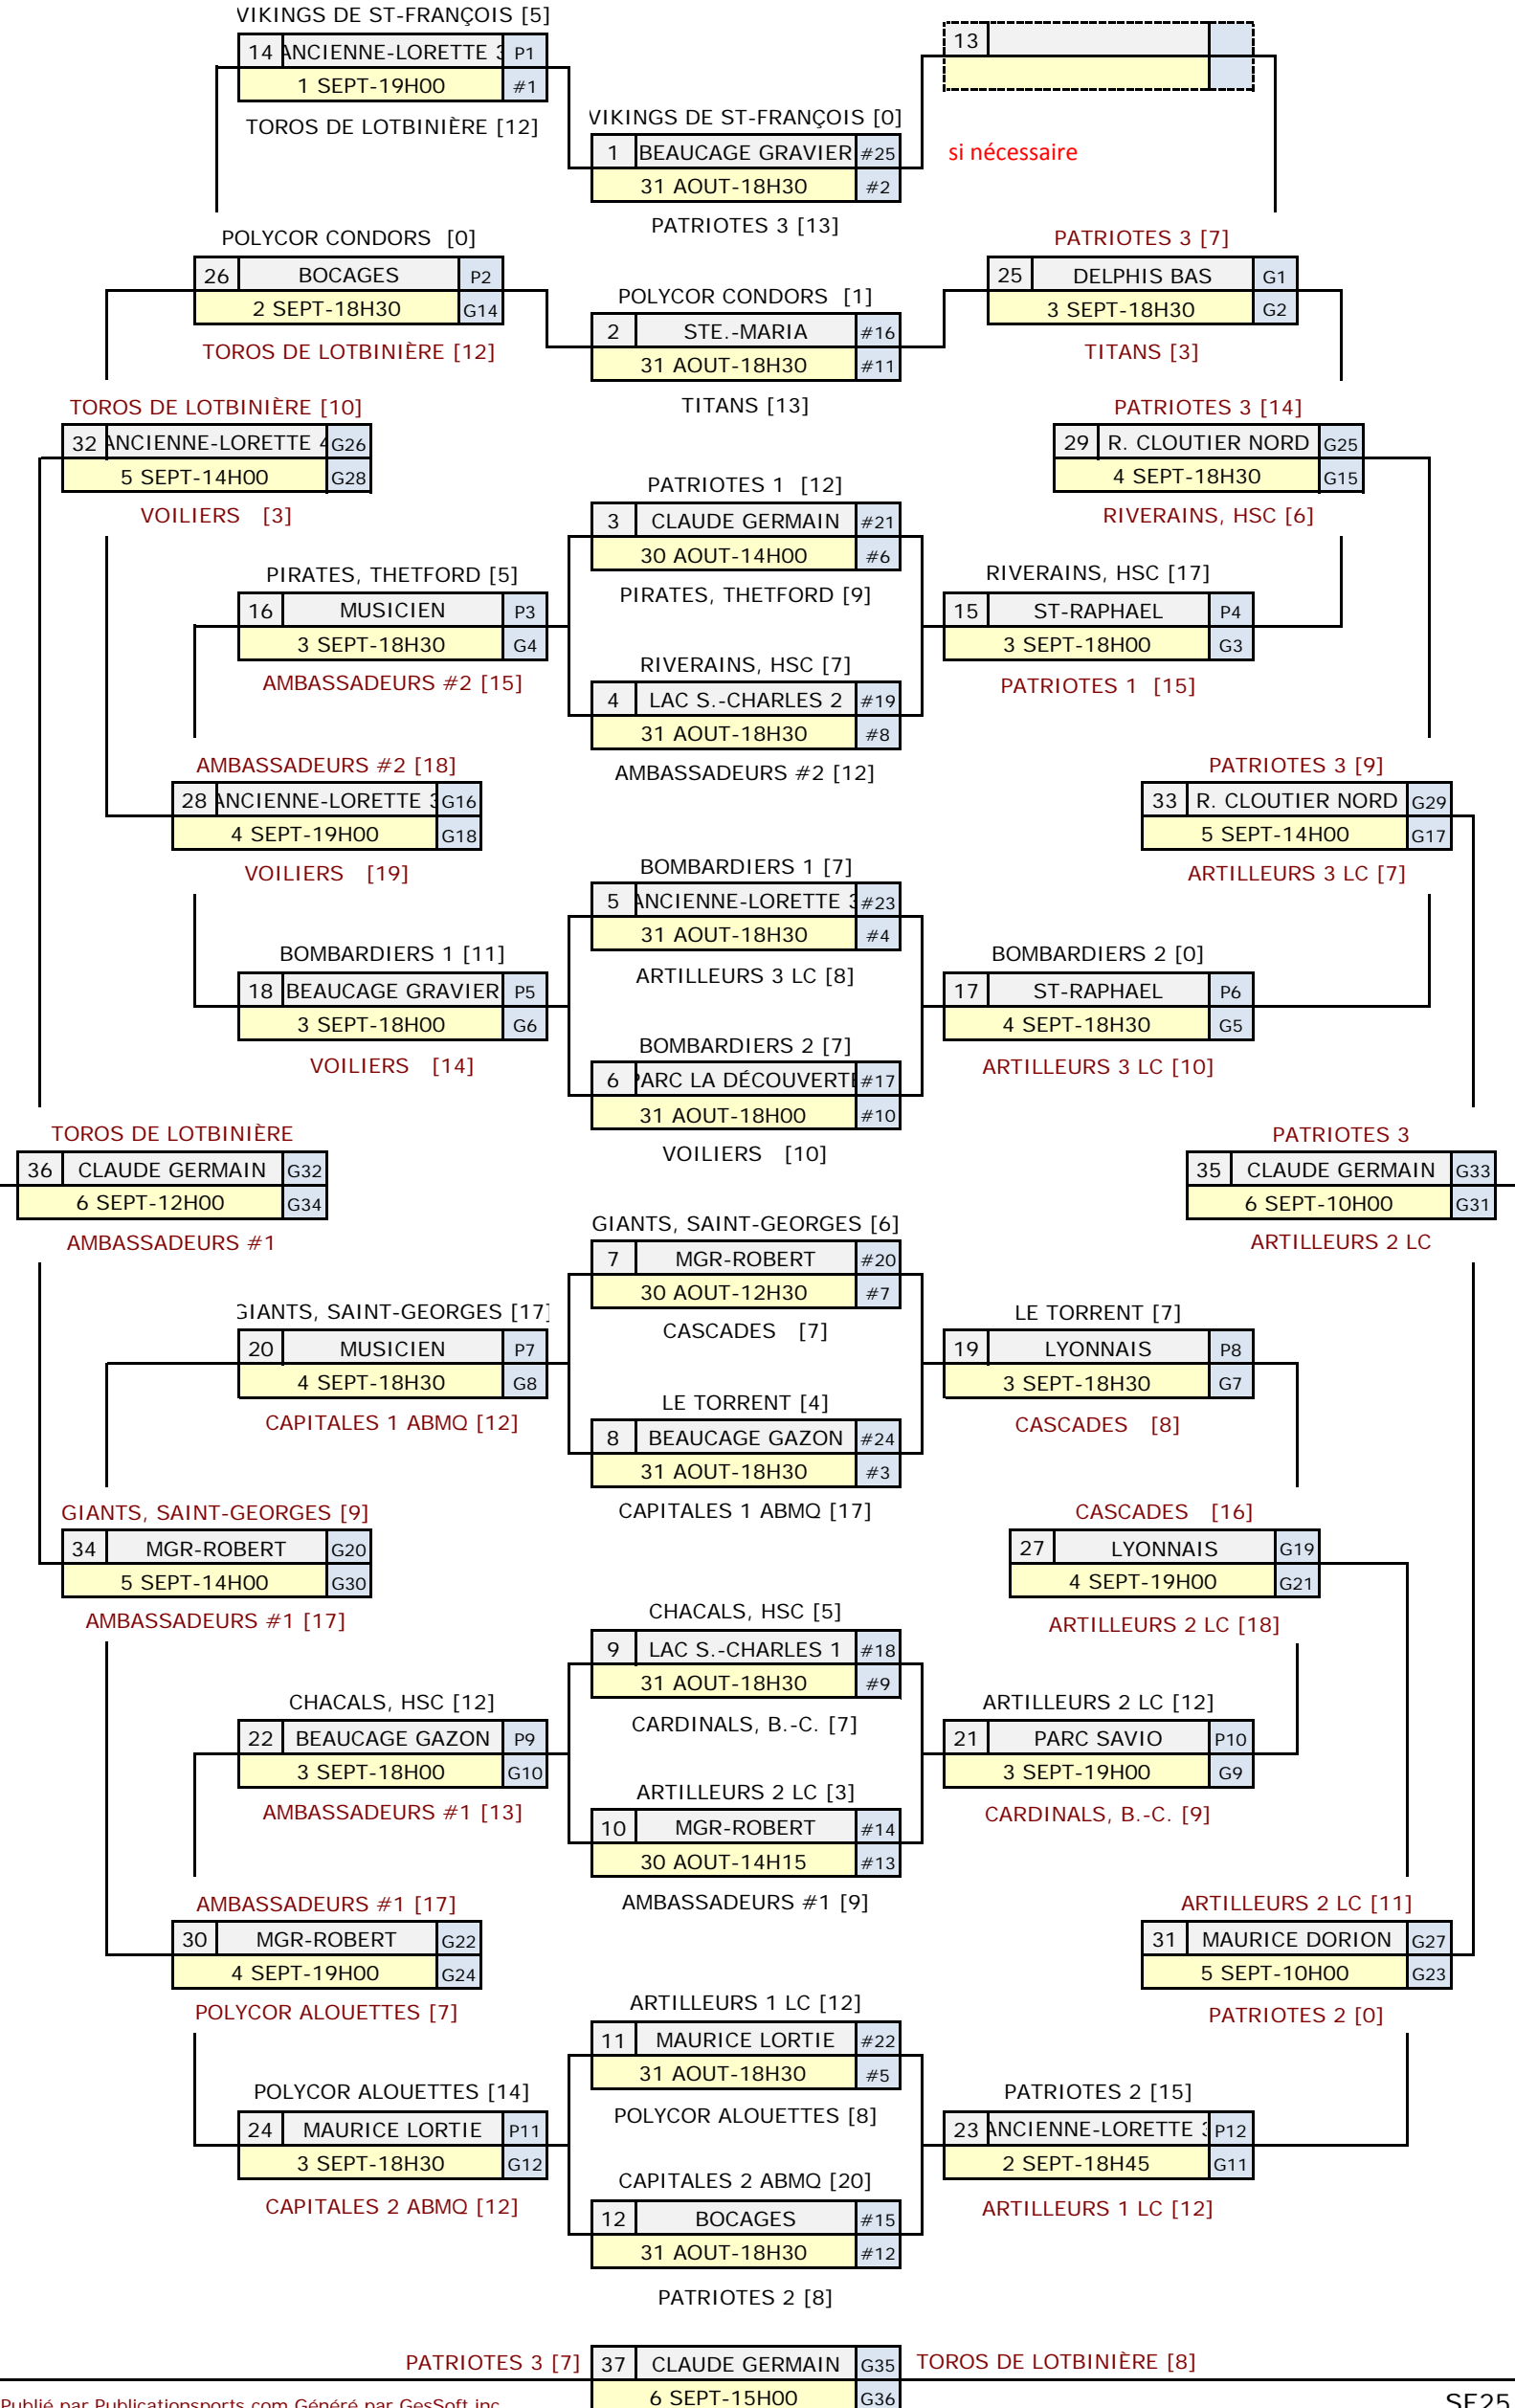 VIKINGS DE ST-FRANÇOIS [5]
14 ANCIENNE-LORETTE 3 P1
1 SEPT-19H00 #1
TOROS DE LOTBINIÈRE [12]
13
VIKINGS DE ST-FRANÇOIS [0]
1 BEAUCAGE GRAVIER #25
31 AOUT-18H30 #2
PATRIOTES 3 [13]
si nécessaire
POLYCOR CONDORS [0]
26 BOCAGES P2
2 SEPT-18H30 G14
TOROS DE LOTBINIÈRE [12]
POLYCOR CONDORS [1]
2 STE.-MARIA #16
31 AOUT-18H30 #11
TITANS [13]
PATRIOTES 3 [7]
25 DELPHIS BAS G1
3 SEPT-18H30 G2
TITANS [3]
TOROS DE LOTBINIÈRE [10]
32 ANCIENNE-LORETTE 4 G26
5 SEPT-14H00 G28
VOILIERS [3]
PATRIOTES 3 [14]
29 R. CLOUTIER NORD G25
4 SEPT-18H30 G15
RIVERAINS, HSC [6]
PATRIOTES 1 [12]
3 CLAUDE GERMAIN #21
30 AOUT-14H00 #6
PIRATES, THETFORD [9]
PIRATES, THETFORD [5]
16 MUSICIEN P3
3 SEPT-18H30 G4
AMBASSADEURS #2 [15]
RIVERAINS, HSC [17]
15 ST-RAPHAEL P4
3 SEPT-18H00 G3
PATRIOTES 1 [15]
RIVERAINS, HSC [7]
4 LAC S.-CHARLES 2 #19
31 AOUT-18H30 #8
AMBASSADEURS #2 [12]
AMBASSADEURS #2 [18]
28 ANCIENNE-LORETTE 3 G16
4 SEPT-19H00 G18
VOILIERS [19]
PATRIOTES 3 [9]
33 R. CLOUTIER NORD G29
5 SEPT-14H00 G17
ARTILLEURS 3 LC [7]
BOMBARDIERS 1 [7]
5 ANCIENNE-LORETTE 3 #23
31 AOUT-18H30 #4
ARTILLEURS 3 LC [8]
BOMBARDIERS 1 [11]
18 BEAUCAGE GRAVIER P5
3 SEPT-18H00 G6
VOILIERS [14]
BOMBARDIERS 2 [0]
17 ST-RAPHAEL P6
4 SEPT-18H30 G5
ARTILLEURS 3 LC [10]
BOMBARDIERS 2 [7]
6 PARC LA DÉCOUVERTE #17
31 AOUT-18H00 #10
VOILIERS [10]
TOROS DE LOTBINIÈRE
36 CLAUDE GERMAIN G32
6 SEPT-12H00 G34
AMBASSADEURS #1
PATRIOTES 3
35 CLAUDE GERMAIN G33
6 SEPT-10H00 G31
ARTILLEURS 2 LC
GIANTS, SAINT-GEORGES [6]
7 MGR-ROBERT #20
30 AOUT-12H30 #7
CASCADES [7]
GIANTS, SAINT-GEORGES [17]
20 MUSICIEN P7
4 SEPT-18H30 G8
CAPITALES 1 ABMQ [12]
LE TORRENT [7]
19 LYONNAIS P8
3 SEPT-18H30 G7
CASCADES [8]
LE TORRENT [4]
8 BEAUCAGE GAZON #24
31 AOUT-18H30 #3
CAPITALES 1 ABMQ [17]
GIANTS, SAINT-GEORGES [9]
34 MGR-ROBERT G20
5 SEPT-14H00 G30
AMBASSADEURS #1 [17]
CASCADES [16]
27 LYONNAIS G19
4 SEPT-19H00 G21
ARTILLEURS 2 LC [18]
CHACALS, HSC [5]
9 LAC S.-CHARLES 1 #18
31 AOUT-18H30 #9
CARDINALS, B.-C. [7]
CHACALS, HSC [12]
22 BEAUCAGE GAZON P9
3 SEPT-18H00 G10
AMBASSADEURS #1 [13]
ARTILLEURS 2 LC [12]
21 PARC SAVIO P10
3 SEPT-19H00 G9
CARDINALS, B.-C. [9]
ARTILLEURS 2 LC [3]
10 MGR-ROBERT #14
30 AOUT-14H15 #13
AMBASSADEURS #1 [9]
AMBASSADEURS #1 [17]
30 MGR-ROBERT G22
4 SEPT-19H00 G24
POLYCOR ALOUETTES [7]
ARTILLEURS 2 LC [11]
31 MAURICE DORION G27
5 SEPT-10H00 G23
PATRIOTES 2 [0]
ARTILLEURS 1 LC [12]
11 MAURICE LORTIE #22
31 AOUT-18H30 #5
POLYCOR ALOUETTES [8]
POLYCOR ALOUETTES [14]
24 MAURICE LORTIE P11
3 SEPT-18H30 G12
CAPITALES 2 ABMQ [12]
PATRIOTES 2 [15]
23 ANCIENNE-LORETTE 3 P12
2 SEPT-18H45 G11
ARTILLEURS 1 LC [12]
CAPITALES 2 ABMQ [20]
12 BOCAGES #15
31 AOUT-18H30 #12
PATRIOTES 2 [8]
PATRIOTES 3 [7] 37 CLAUDE GERMAIN G35 TOROS DE LOTBINIÈRE [8]
6 SEPT-15H00 G36
Publié par Publicationsports.com Généré par GesSoft inc
SE25